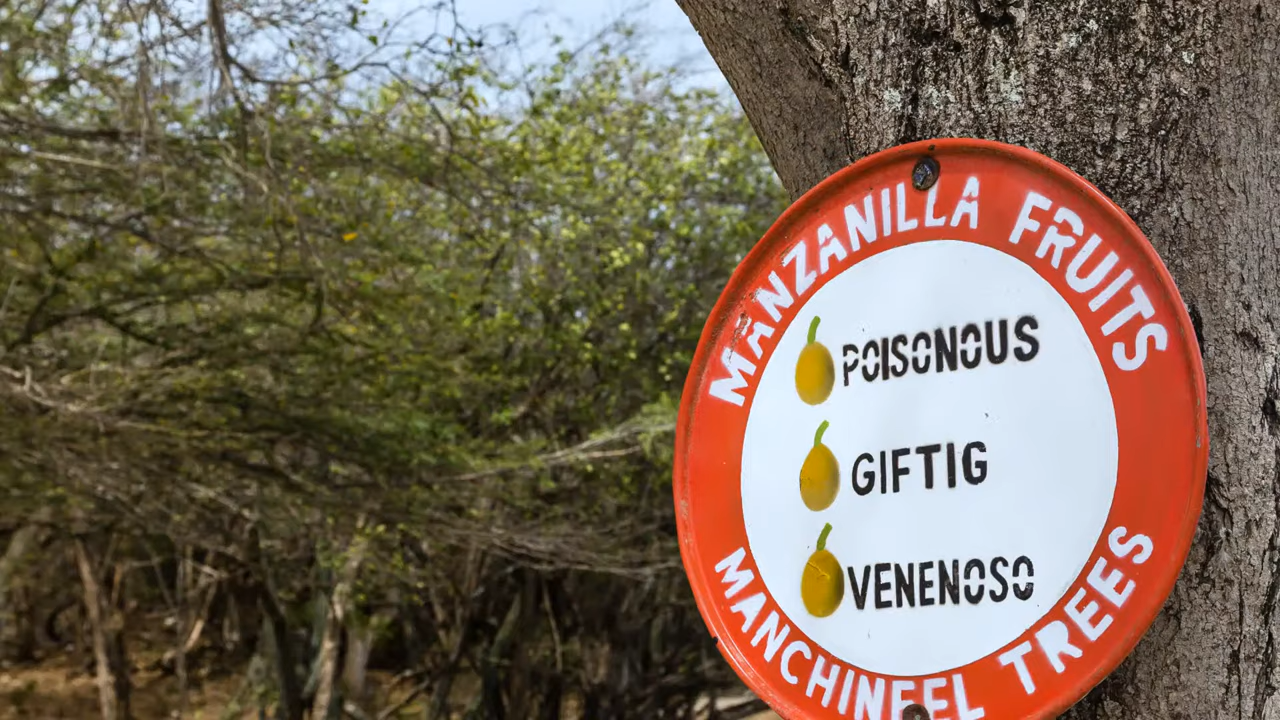 MANZANILLA FRUITS
POISONOUS
GIFTIG
VENENOSO
MANCHINEEL TREES